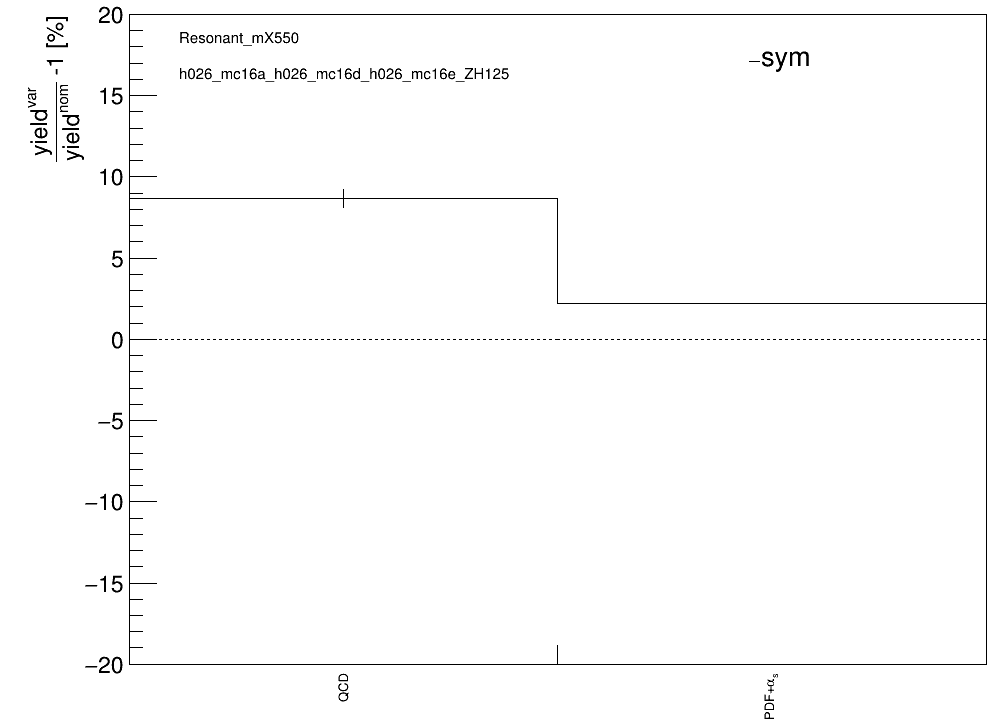 20
yield^var
yield^nom -1 [%]
Resonant_mX550
h026_mc16a_h026_mc16d_h026_mc16e_ZH125
sym
15
10
5
0
−5
−10
−15
−20
QCD
PDF+α_s